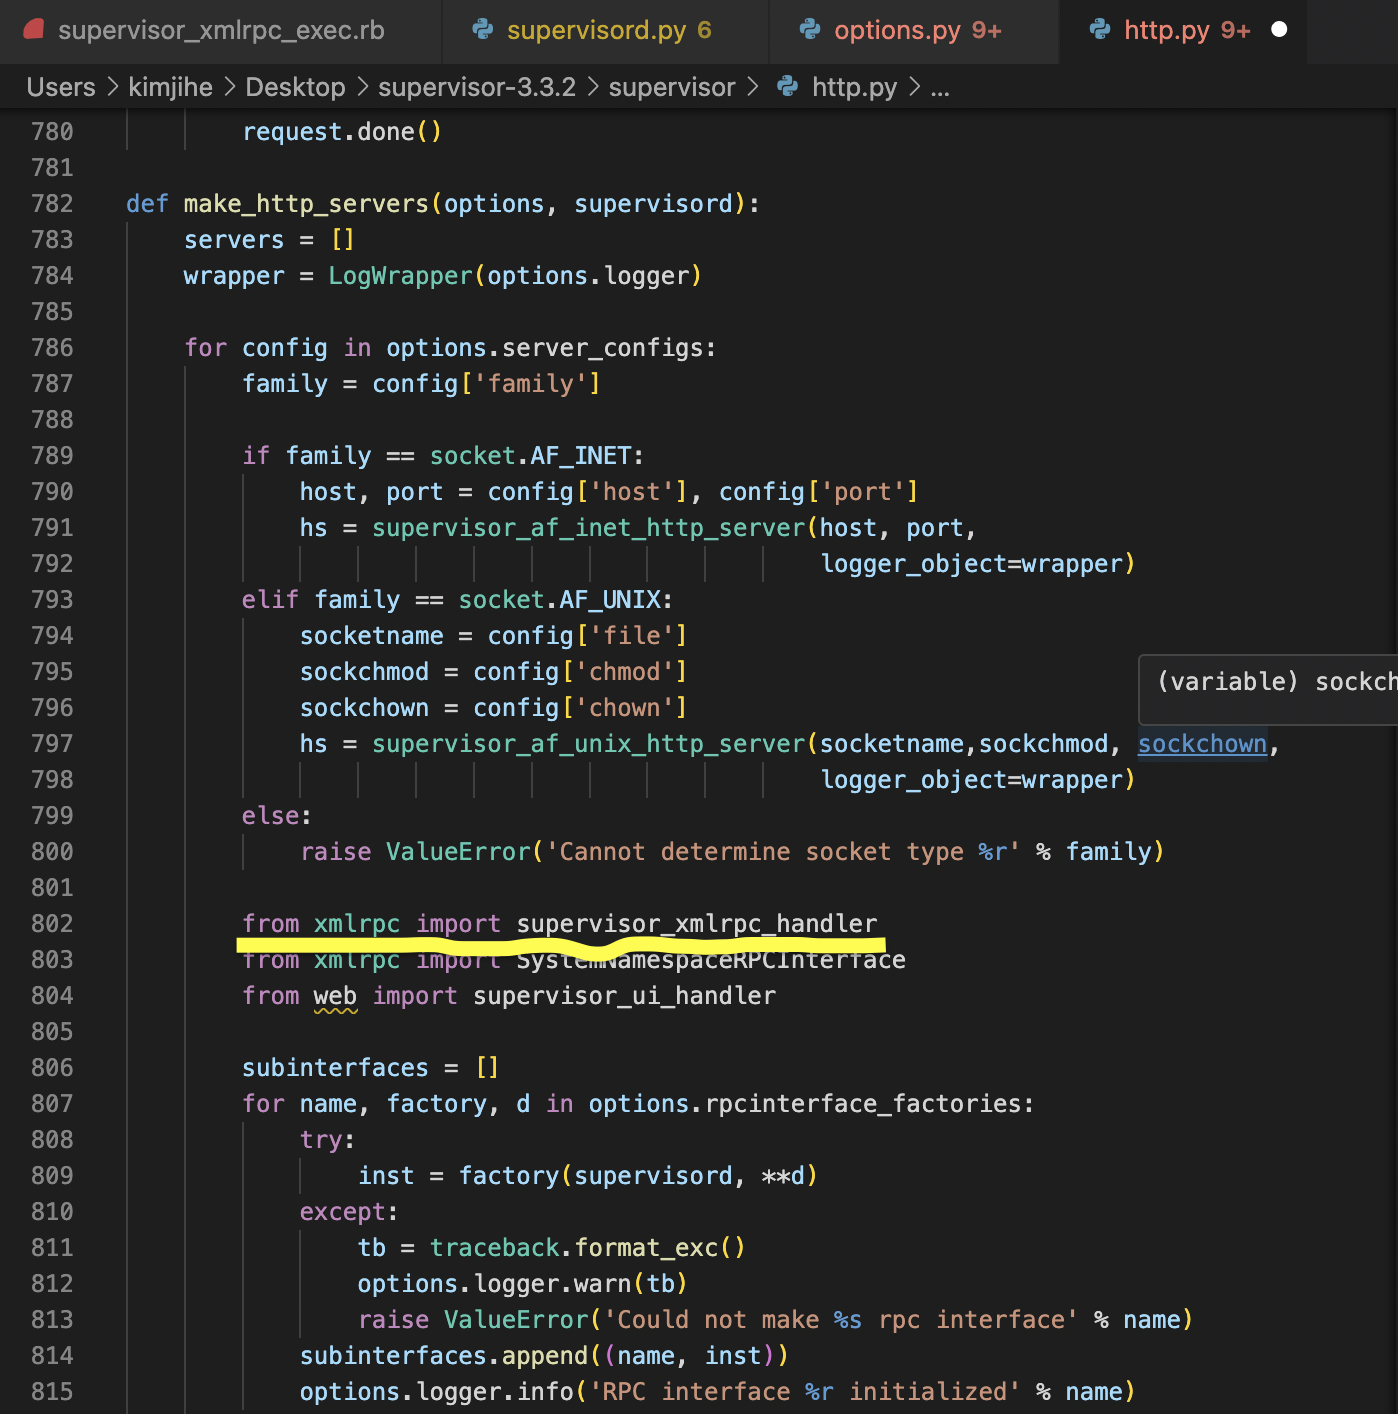 supervisor_xmlrpc_exec.rb supervisord.py 6 options.py 9+ http.py 9+
Users > kimjihe > Desktop > supervisor-3.3.2 > supervisor > http.py > ...
780 request.done()
781
782 def make_http_servers(options, supervisord):
783 servers = []
784 wrapper = LogWrapper(options.logger)
785
786 for config in options.server_configs:
787 family = config['family']
788
789 if family == socket.AF_INET:
790 host, port = config['host'], config['port']
791 hs = supervisor_af_inet_http_server(host, port,
792 logger_object=wrapper)
793 elif family == socket.AF_UNIX:
794 socketname = config['file']
795 sockchmod = config['chmod']
(variable) sockch
796 sockchown = config['chown']
797 hs = supervisor_af_unix_http_server(socketname,sockchmod, sockchown,
798 logger_object=wrapper)
799 else:
800 raise ValueError('Cannot determine socket type %r' % family)
801
802 from xmlrpc import supervisor_xmlrpc_handler
803 from xmlrpc import SystemNamespaceRPCInterface
804 from web import supervisor_ui_handler
805
806 subinterfaces = []
807 for name, factory, d in options.rpcinterface_factories:
808 try:
809 inst = factory(supervisord, **d)
810 except:
811 tb = traceback.format_exc()
812 options.logger.warn(tb)
813 raise ValueError('Could not make %s rpc interface' % name)
814 subinterfaces.append((name, inst))
815 options.logger.info('RPC interface %r initialized' % name)